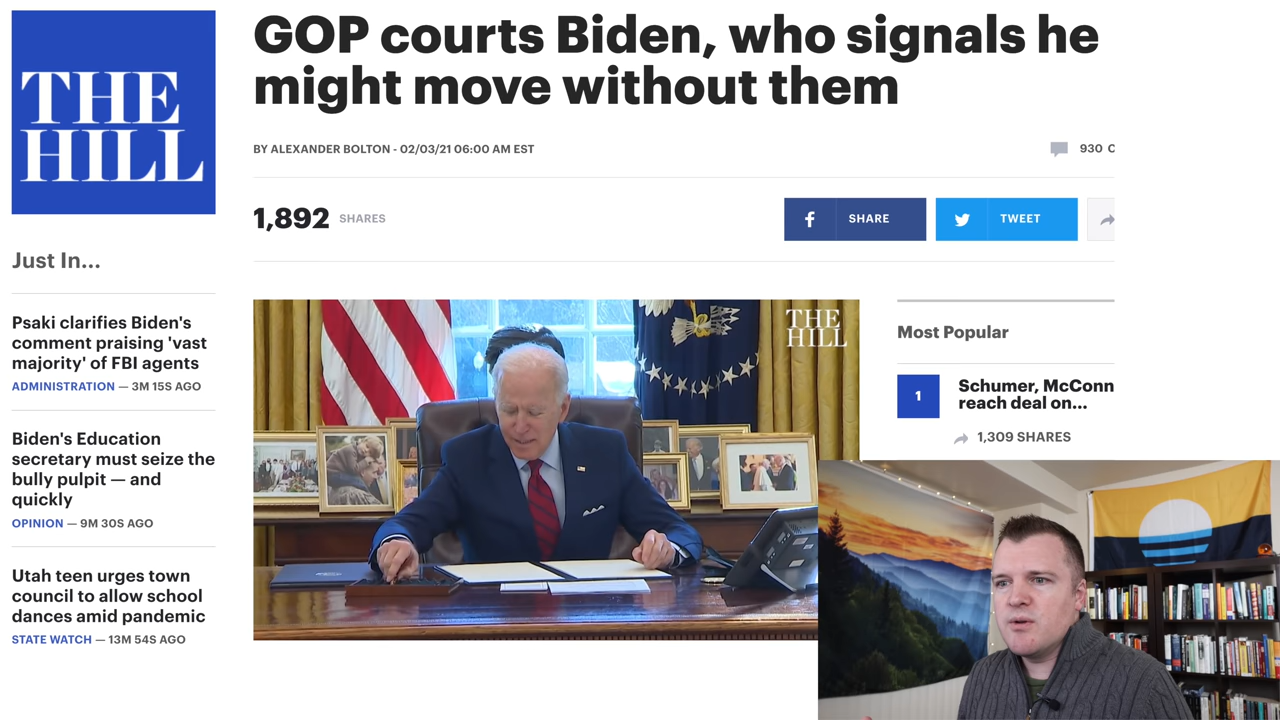 THE
HILL
GOP courts Biden, who signals he
might move without them
BY ALEXANDER BOLTON - 02/03/21 06:00 AM EST
930 C
1,892 SHARES
SHARE
TWEET
Just In...
Psaki clarifies Biden's
comment praising 'vast
majority' of FBI agents
ADMINISTRATION — 3M 15S AGO
Biden's Education
secretary must seize the
bully pulpit — and
quickly
OPINION — 9M 30S AGO
Utah teen urges town
council to allow school
dances amid pandemic
STATE WATCH — 13M 54S AGO
THE
HILL
Most Popular
1
Schumer, McConn
reach deal on...
1,309 SHARES